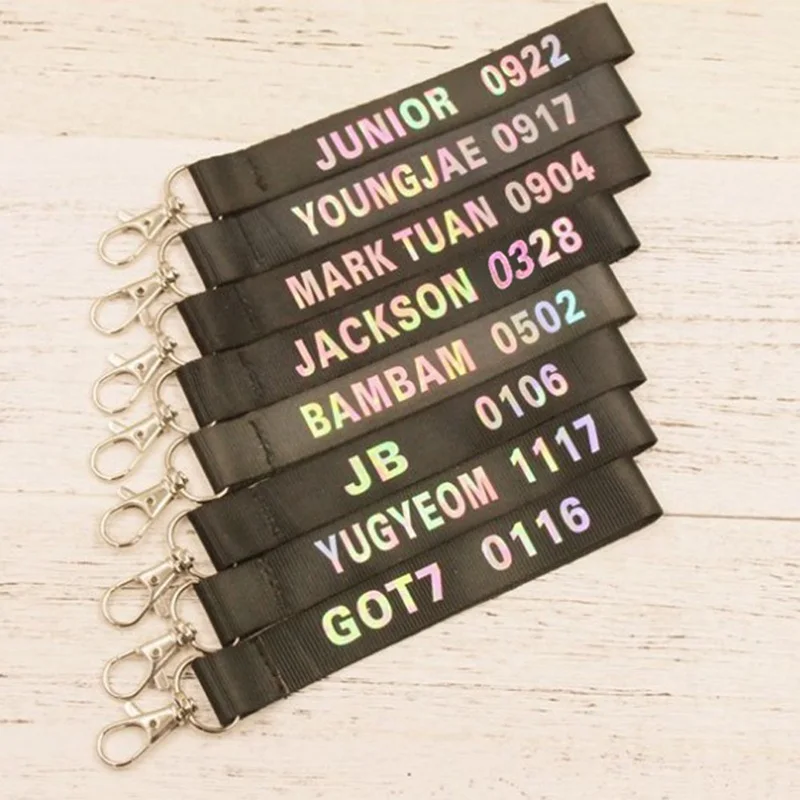 JUNIOR 0922
YOUNGJAE 0917
MARK TUAN 0904
JACKSON 0328
BAMBAM 0502
JB 0106
YUGYEOM 1117
GOT7 0116